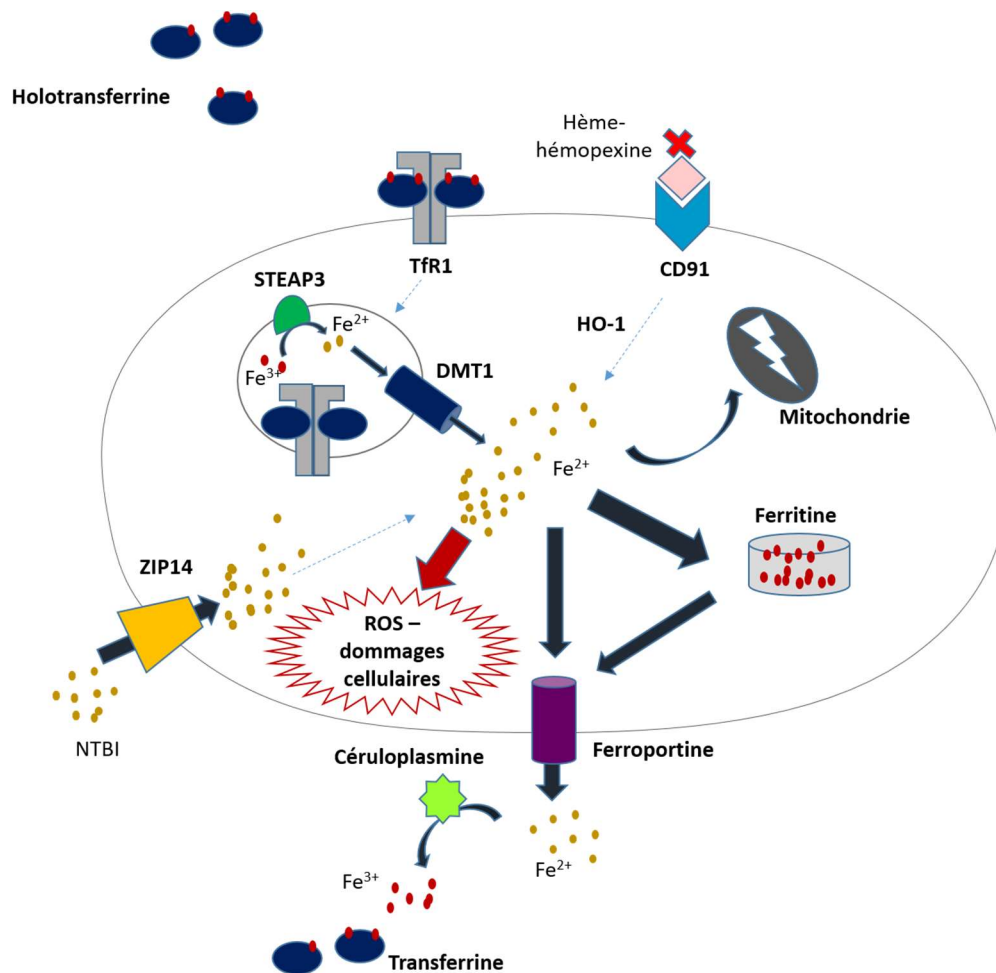 Holotransferrine
Hème-
hémopexine
TfR1
CD91
STEAP3
Fe²⁺
HO-1
Fe³⁺
DMT1
Mitochondrie
Fe²⁺
Ferritine
ZIP14
ROS –
dommages
cellulaires
NTBI
Céruloplasmine
Ferroportine
Fe²⁺
Fe³⁺
Transferrine